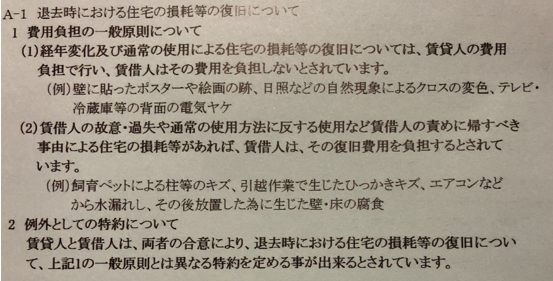 A-1 退去時における住宅の損耗等の復旧について
1 費用負担の一般原則について
(1)経年変化及び通常の使用による住宅の損耗等の復旧については、賃貸人の費用
負担で行い、賃借人はその費用を負担しないとされています。
(例)壁に貼ったポスターや絵画の跡、日照などの自然現象によるクロスの変色、テレビ・
冷蔵庫等の背面の電気ヤケ
(2)賃借人の故意・過失や通常の使用方法に反する使用など賃借人の責めに帰すべき
事由による住宅の損耗等があれば、賃借人は、その復旧費用を負担するとされて
います。
(例)飼育ペットによる柱等のキズ、引越作業で生じたひっかきキズ、エアコンなど
から水漏れし、その後放置した為に生じた壁・床の腐食
2 例外としての特約について
賃貸人と賃借人は、両者の合意により、退去時における住宅の損耗等の復旧につい
て、上記1の一般原則とは異なる特約を定める事が出来るとされています。